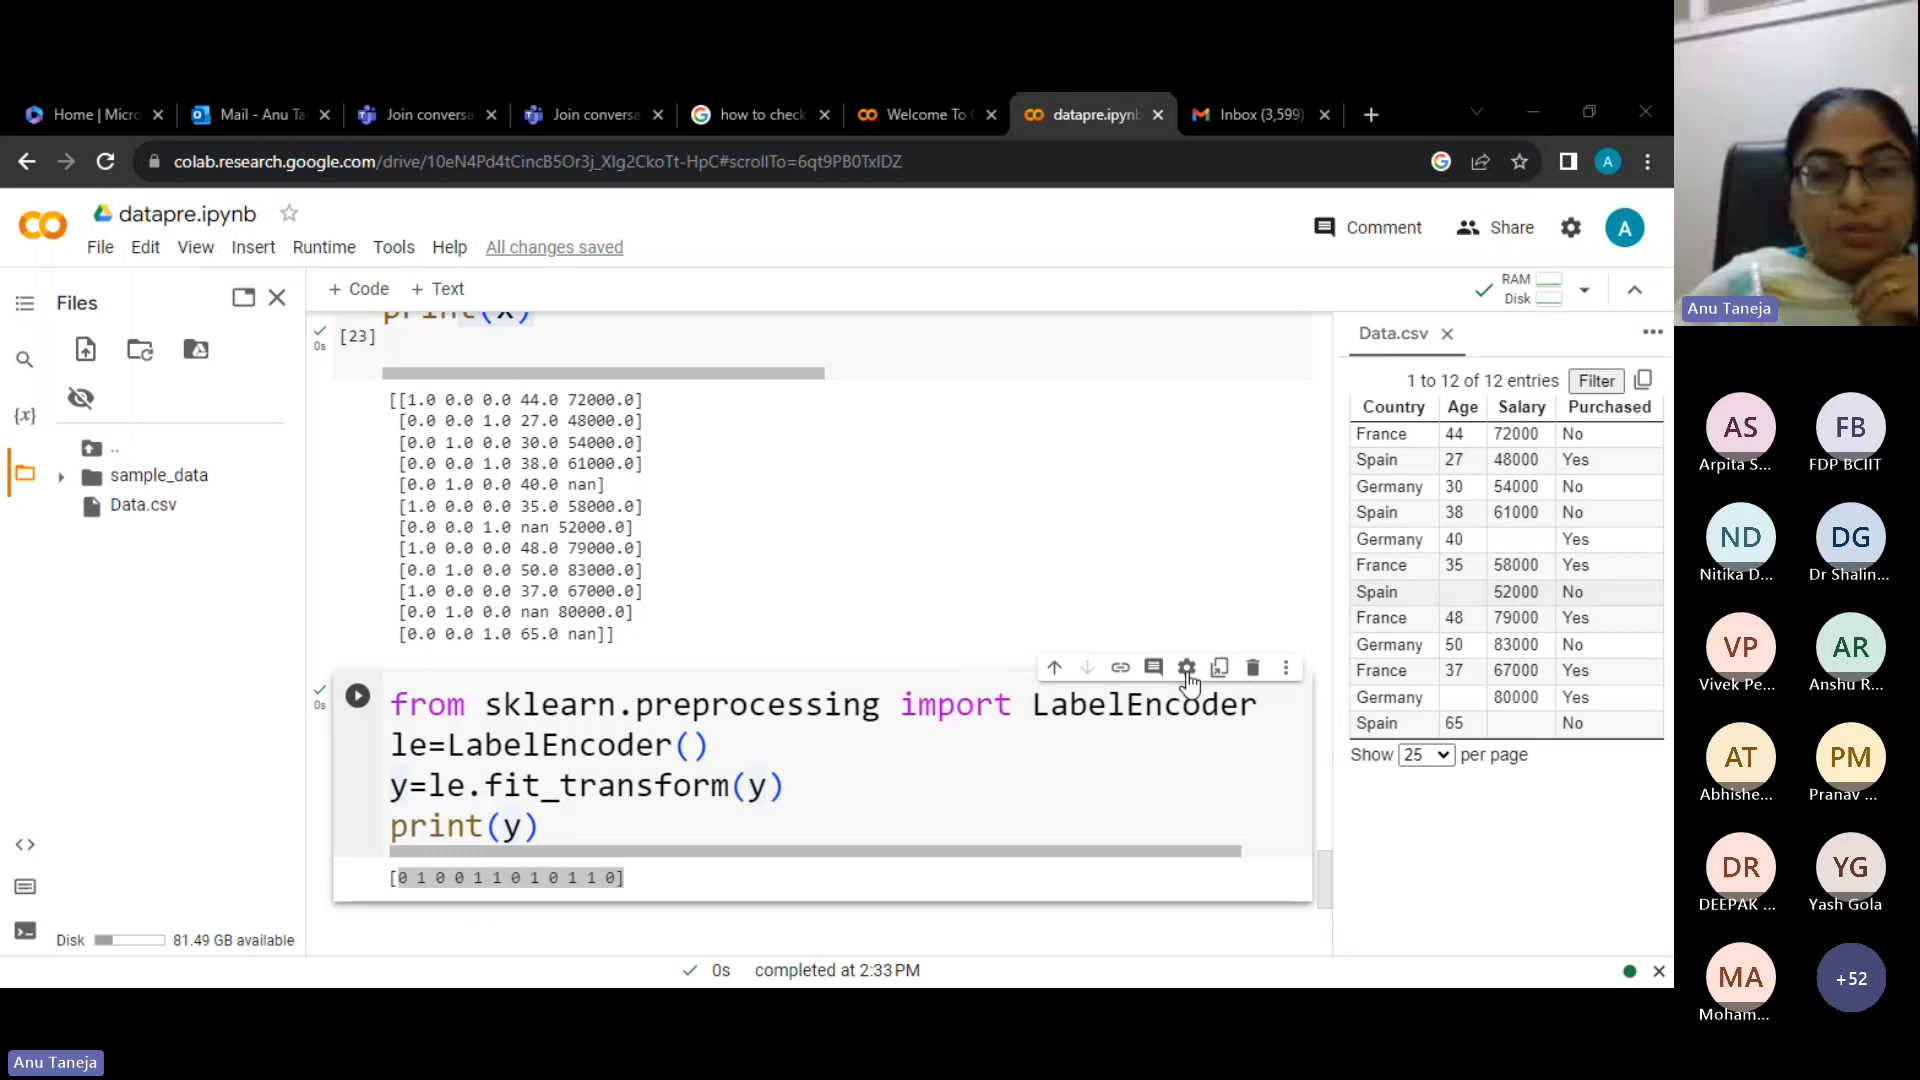 Home | Micro
Mail - Anu Ta
Join conversa
Join conversa
how to check
Welcome To C
datapre.ipynb
Inbox (3,599)
colab.research.google.com/drive/10eN4Pd4tCincB5Or3j_XIg2CkoTt-HpC#scrollTo=6qt9PB0TxIDZ
A
datapre.ipynb
File Edit View Insert Runtime Tools Help All changes saved
Comment
Share
A
Files
..
sample_data
Data.csv
{x}
Disk 81.49 GB available
+ Code + Text
RAM
Disk
print(x)
0s
[23]
[[1.0 0.0 0.0 44.0 72000.0]
[0.0 0.0 1.0 27.0 48000.0]
[0.0 1.0 0.0 30.0 54000.0]
[0.0 0.0 1.0 38.0 61000.0]
[0.0 1.0 0.0 40.0 nan]
[1.0 0.0 0.0 35.0 58000.0]
[0.0 0.0 1.0 nan 52000.0]
[1.0 0.0 0.0 48.0 79000.0]
[0.0 1.0 0.0 50.0 83000.0]
[1.0 0.0 0.0 37.0 67000.0]
[0.0 1.0 0.0 nan 80000.0]
[0.0 0.0 1.0 65.0 nan]]
0s
from sklearn.preprocessing import LabelEncoder
le=LabelEncoder()
y=le.fit_transform(y)
print(y)
[0 1 0 0 1 1 0 1 0 1 1 0]
0s completed at 2:33 PM
Data.csv
1 to 12 of 12 entries Filter
Country Age Salary Purchased
France 44 72000 No
Spain 27 48000 Yes
Germany 30 54000 No
Spain 38 61000 No
Germany 40 Yes
France 35 58000 Yes
Spain 52000 No
France 48 79000 Yes
Germany 50 83000 No
France 37 67000 Yes
Germany 80000 Yes
Spain 65 No
Show 25 per page
Anu Taneja
AS
Arpita S...
FB
FDP BCIIT
ND
Nitika D...
DG
Dr Shalin...
VP
Vivek Pe...
AR
Anshu R...
AT
Abhishe...
PM
Pranav ...
DR
DEEPAK ...
YG
Yash Gola
MA
Moham...
+52
Anu Taneja